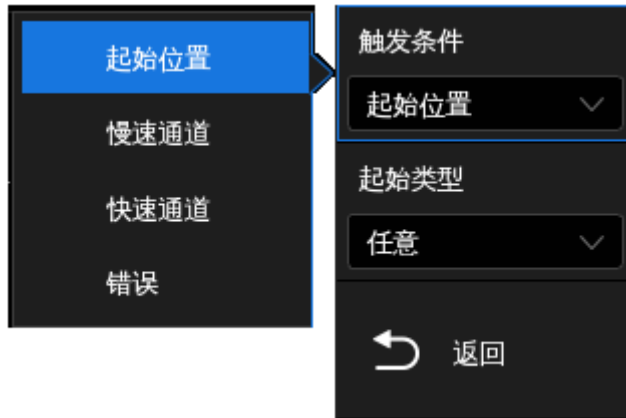 起始位置
慢速通道
快速通道
错误
触发条件
起始位置
起始类型
任意
返回